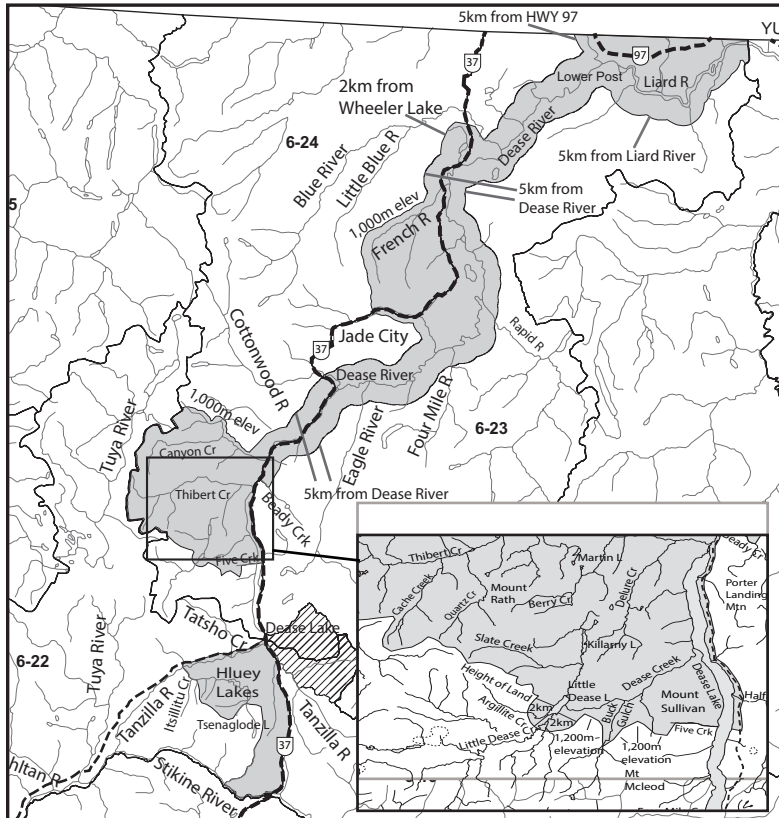 5km from HWY 97
YU
97
37
Lower Post
Liard R
2km from
Wheeler Lake
6-24
Dease River
5km from Liard River
Blue River
Little Blue R
5km from
Dease River
5
1,000m elev
French R
Cottonwood R
Jade City
37
Rapid R
Dease River
Four Mile R
Eagle River
6-23
1,000m elev
Tuya River
Canyon Cr
5km from Dease River
Thibert Cr
Beady Crk
Five Crk
Tatsho Cr
Dease Lake
Tuya River
6-22
Hluey
Lakes
Itsillitu Cr
Tanzilla R
Tsenaglode L
Tanzilla R
37
hltan R
Stikine River
Thibert Cr
Martin L
Beady Cr
Porter
Landing
Mtn
Cache Creek
Quartz Cr
Mount
Rath
Berry Cr
Delure Cr
Slate Creek
Killarny L
Height of Land
Little
Dease L
Dease Creek
Dease Lake
Mount
Sullivan
Half
Argillite Cr
2km
2km
Buck
Gulch
Little Dease Cr
1,200m
elevation
1,200m
elevation
Five Crk
Mt
Mcleod